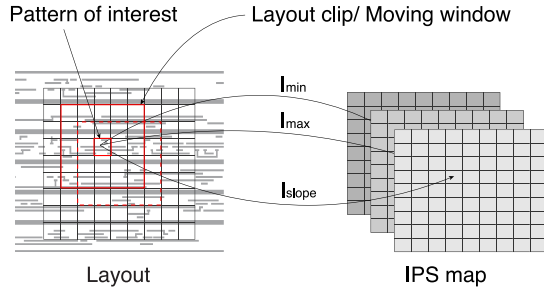 Pattern of interest
Layout clip/ Moving window
Imin
Imax
Islope
Layout
IPS map